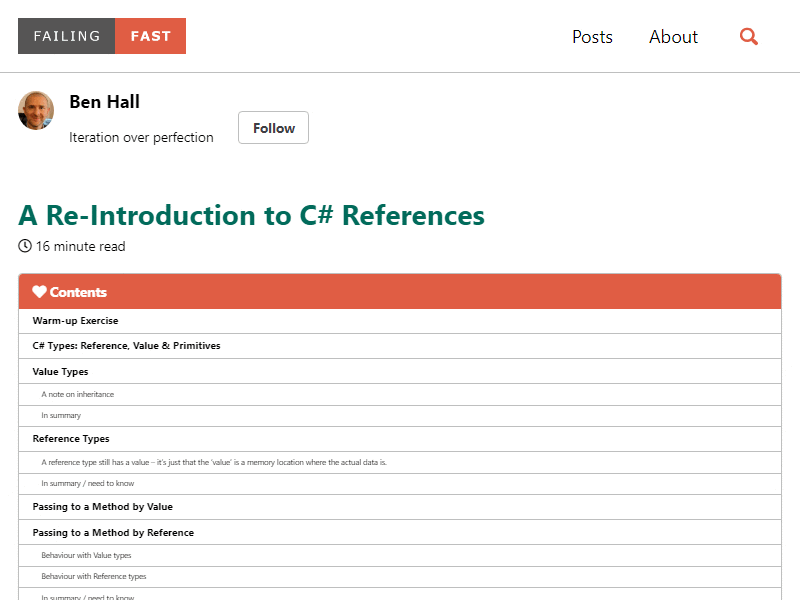 FAILING FAST
Posts
About
Ben Hall
Iteration over perfection
Follow
A Re-Introduction to C# References
16 minute read
Contents
Warm-up Exercise
C# Types: Reference, Value & Primitives
Value Types
A note on inheritance
In summary
Reference Types
A reference type still has a value – it's just that the 'value' is a memory location where the actual data is.
In summary / need to know
Passing to a Method by Value
Passing to a Method by Reference
Behaviour with Value types
Behaviour with Reference types
In summary / need to know